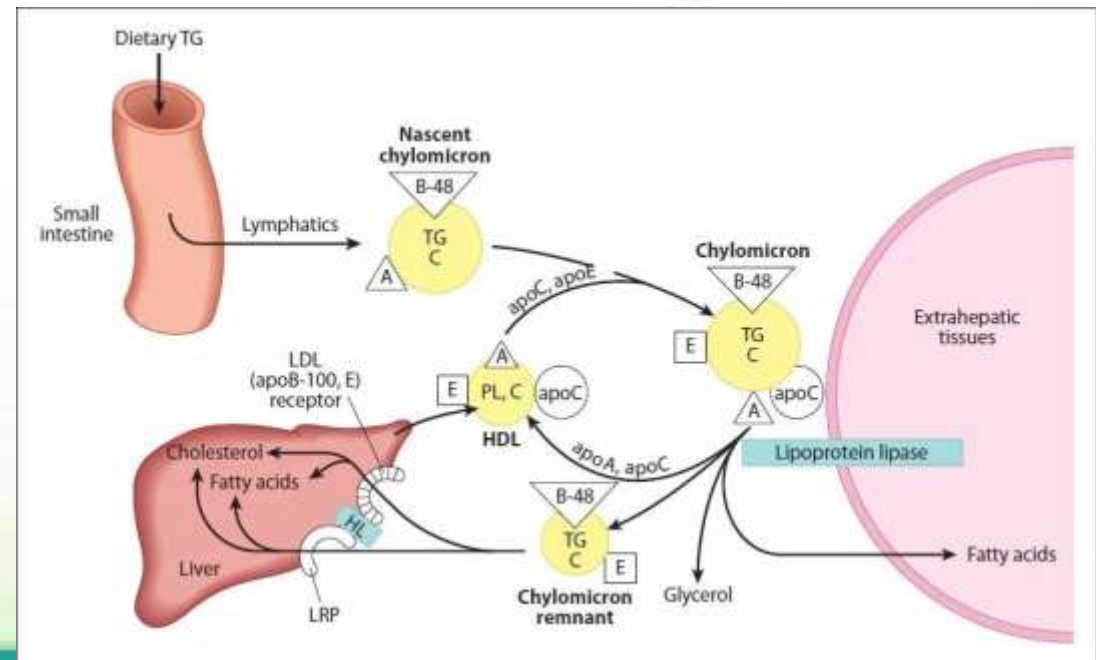 Dietary TG
Small
intestine
Lymphatics
Nascent
chylomicron
B-48
TG
C
A
apoC, apoE
Chylomicron
B-48
TG
C
E
apoC
A
Extrahepatic
tissues
Lipoprotein lipase
LDL
(apoB-100, E)
receptor
A
E
PL, C
apoC
HDL
apoA, apoC
Cholesterol
Fatty acids
HL
Liver
LRP
B-48
TG
C
E
Chylomicron
remnant
Glycerol
Fatty acids